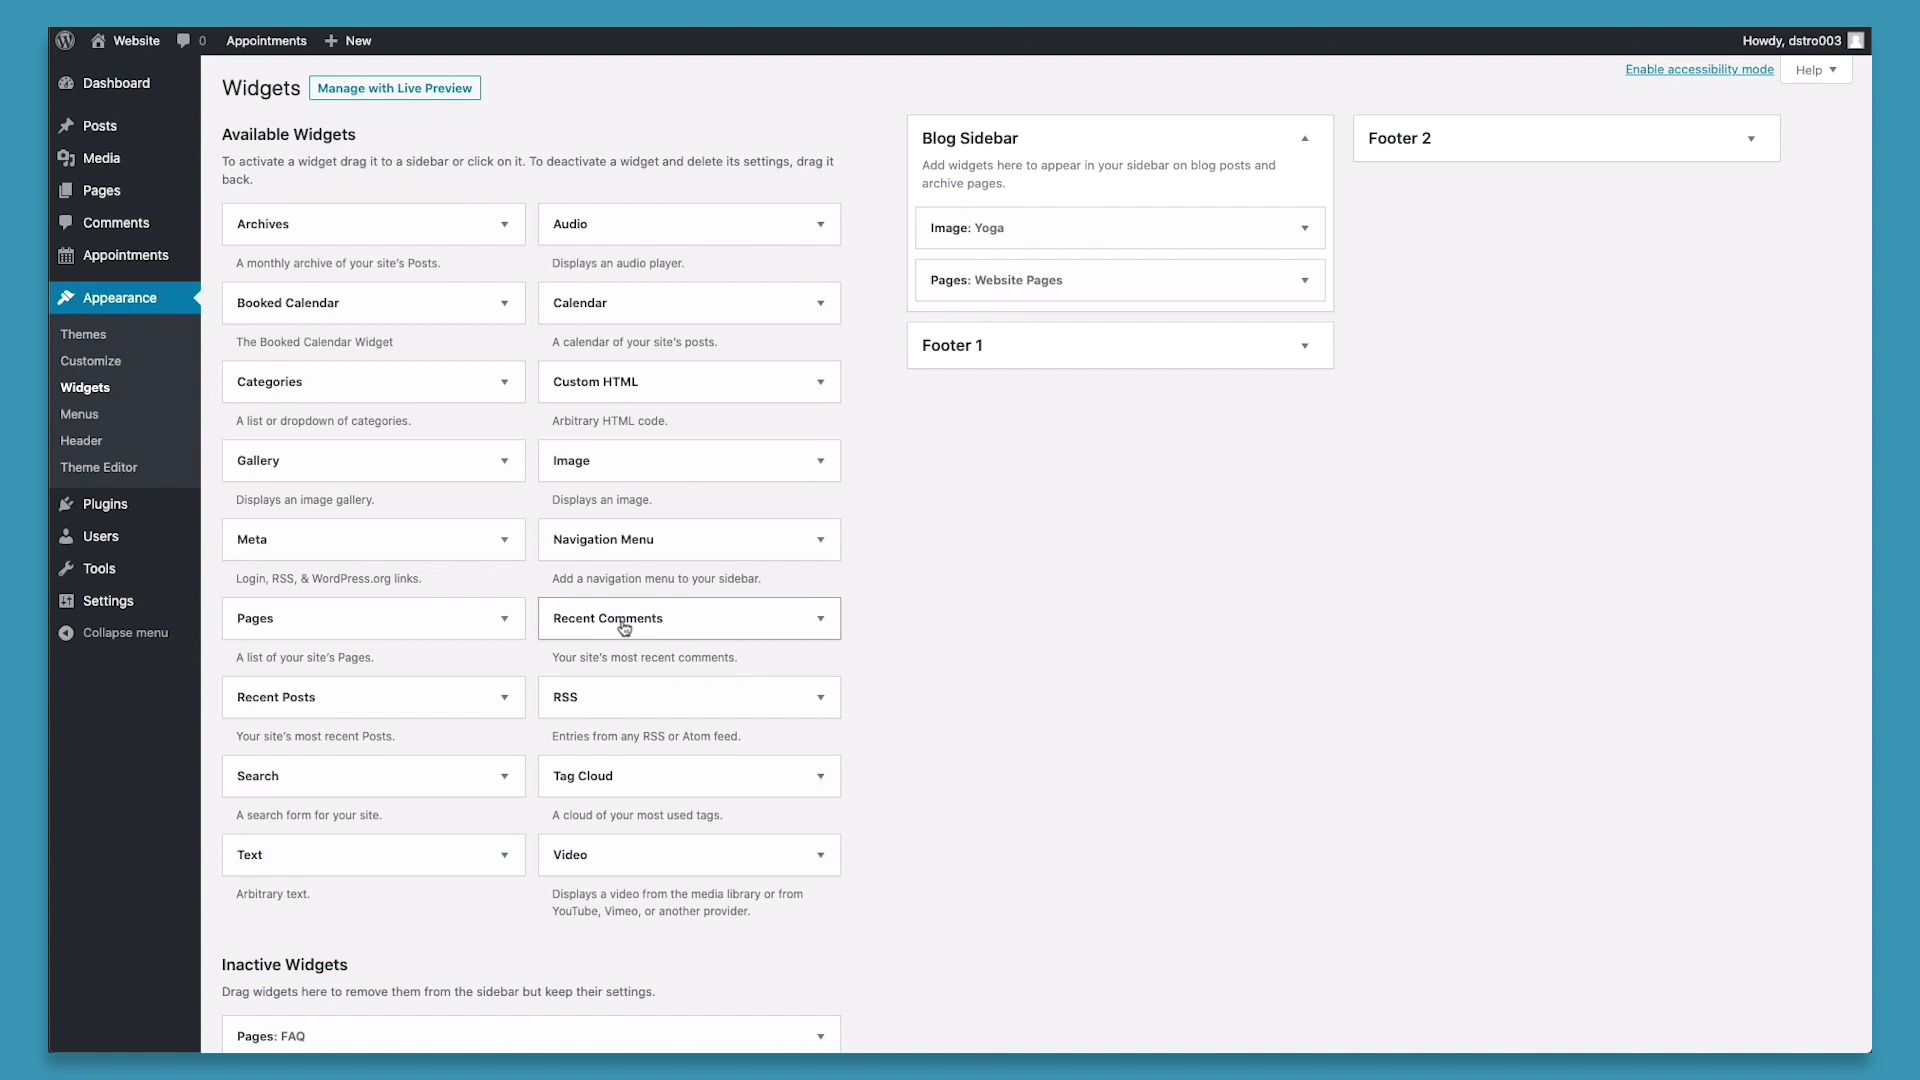 Website
0
Appointments
New
Howdy, dstro003
Dashboard
Posts
Media
Pages
Comments
Appointments
Appearance
Themes
Customize
Widgets
Menus
Header
Theme Editor
Plugins
Users
Tools
Settings
Collapse menu
Enable accessibility mode
Help
Widgets
Manage with Live Preview
Available Widgets
To activate a widget drag it to a sidebar or click on it. To deactivate a widget and delete its settings, drag it
back.
Archives
A monthly archive of your site's Posts.
Audio
Displays an audio player.
Booked Calendar
The Booked Calendar Widget
Calendar
A calendar of your site's posts.
Categories
A list or dropdown of categories.
Custom HTML
Arbitrary HTML code.
Gallery
Displays an image gallery.
Image
Displays an image.
Meta
Login, RSS, & WordPress.org links.
Navigation Menu
Add a navigation menu to your sidebar.
Pages
A list of your site's Pages.
Recent Comments
Your site's most recent comments.
Recent Posts
Your site's most recent Posts.
RSS
Entries from any RSS or Atom feed.
Search
A search form for your site.
Tag Cloud
A cloud of your most used tags.
Text
Arbitrary text.
Video
Displays a video from the media library or from
YouTube, Vimeo, or another provider.
Inactive Widgets
Drag widgets here to remove them from the sidebar but keep their settings.
Pages: FAQ
Blog Sidebar
Add widgets here to appear in your sidebar on blog posts and
archive pages.
Image: Yoga
Pages: Website Pages
Footer 1
Footer 2